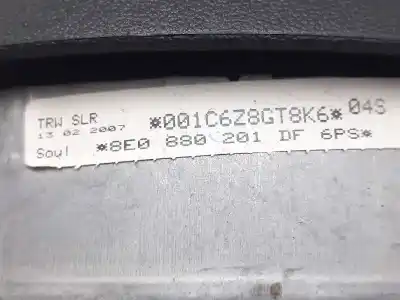 TRW SLR
13 02 2007 *001C6Z8GT8K6* 04S
Soul *8E0 880 201 DF 6PS*